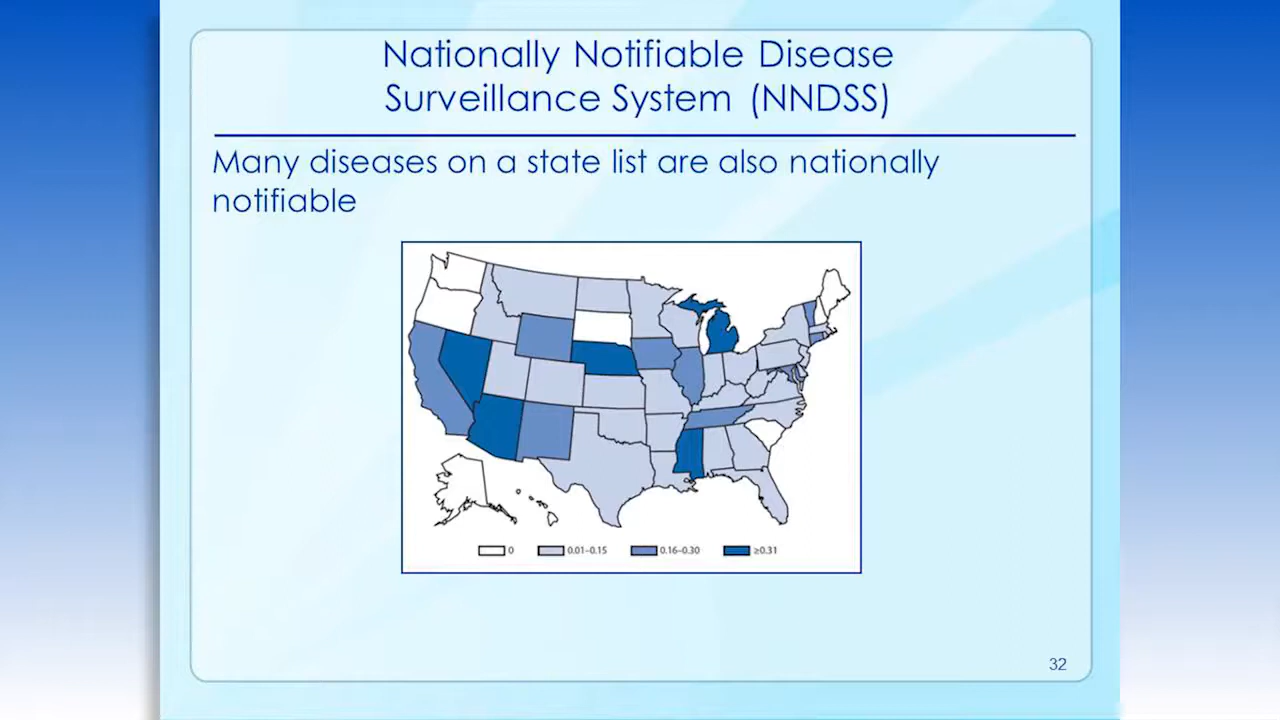 Nationally Notifiable Disease
Surveillance System (NNDSS)
Many diseases on a state list are also nationally
notifiable
0 0.01–0.15 0.16–0.30 ≥0.31
32